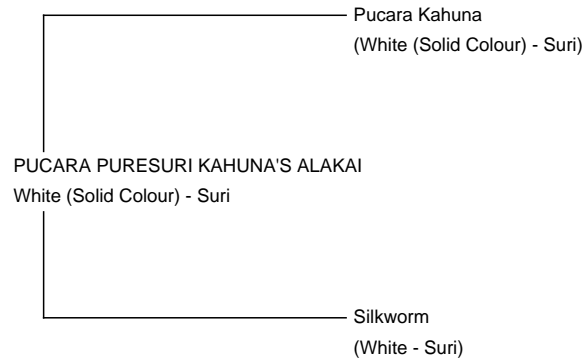 Pucara Kahuna
(White (Solid Colour) - Suri)
PUCARA PURESURI KAHUNA'S ALAKAI
White (Solid Colour) - Suri
Silkworm
(White - Suri)